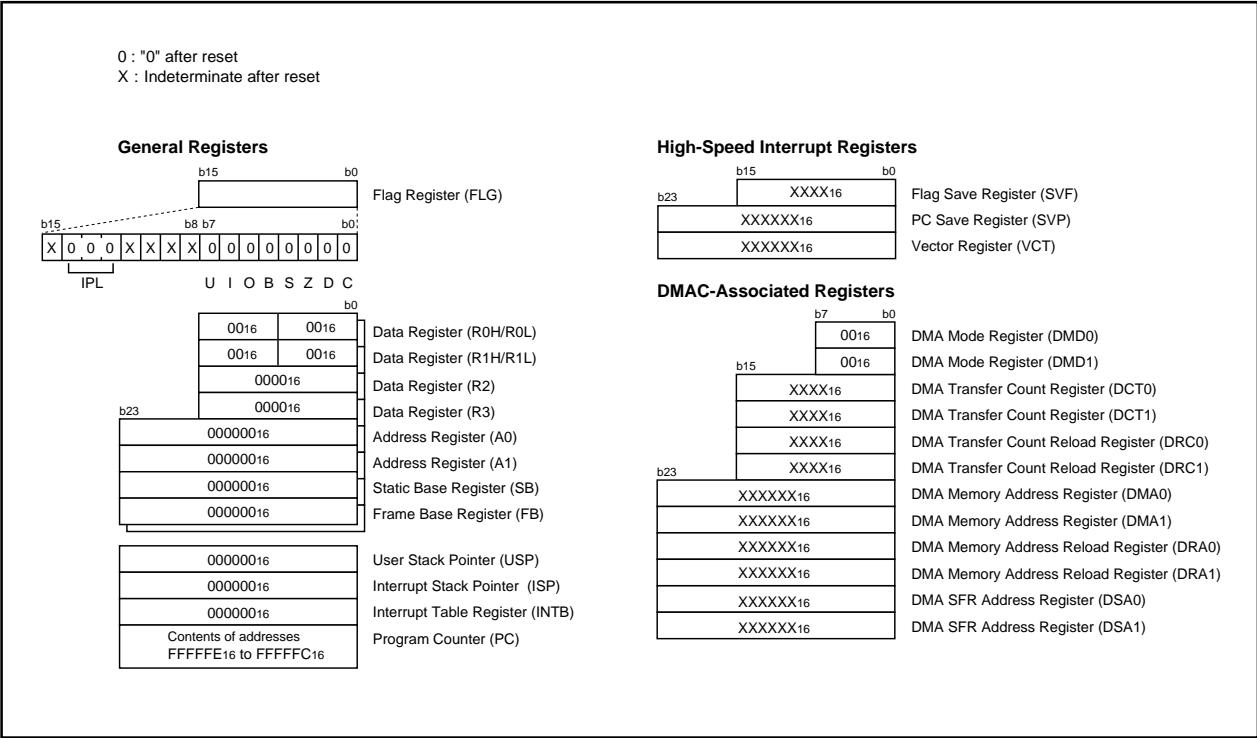 0 : "0" after reset
X : Indeterminate after reset
General Registers
b15 b0
Flag Register (FLG)
b15 b8 b7 b0
X 0 0 0 X X X X 0 0 0 0 0 0 0 0
IPL U I O B S Z D C
b0
0016 0016 Data Register (R0H/R0L)
0016 0016 Data Register (R1H/R1L)
000016 Data Register (R2)
b23 000016 Data Register (R3)
00000016 Address Register (A0)
00000016 Address Register (A1)
00000016 Static Base Register (SB)
00000016 Frame Base Register (FB)
00000016 User Stack Pointer (USP)
00000016 Interrupt Stack Pointer (ISP)
00000016 Interrupt Table Register (INTB)
Contents of addresses
FFFFFE16 to FFFFFC16 Program Counter (PC)
High-Speed Interrupt Registers
b15 b0
b23 XXXX16 Flag Save Register (SVF)
XXXXXX16 PC Save Register (SVP)
XXXXXX16 Vector Register (VCT)
DMAC-Associated Registers
b7 b0
0016 DMA Mode Register (DMD0)
b15 0016 DMA Mode Register (DMD1)
XXXX16 DMA Transfer Count Register (DCT0)
XXXX16 DMA Transfer Count Register (DCT1)
XXXX16 DMA Transfer Count Reload Register (DRC0)
b23 XXXX16 DMA Transfer Count Reload Register (DRC1)
XXXXXX16 DMA Memory Address Register (DMA0)
XXXXXX16 DMA Memory Address Register (DMA1)
XXXXXX16 DMA Memory Address Reload Register (DRA0)
XXXXXX16 DMA Memory Address Reload Register (DRA1)
XXXXXX16 DMA SFR Address Register (DSA0)
XXXXXX16 DMA SFR Address Register (DSA1)